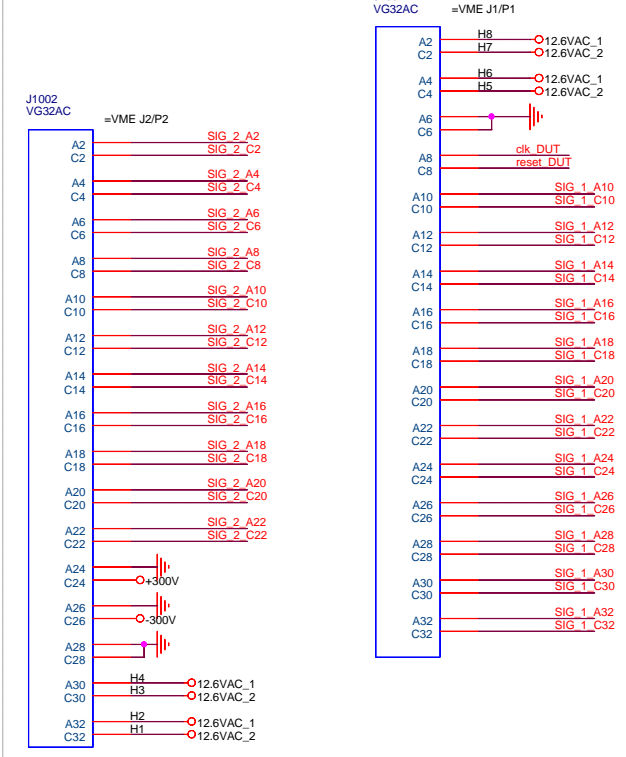 J1002
VG32AC
=VME J2/P2
A2
SIG_2_A2
C2
SIG_2_C2
A4
SIG_2_A4
C4
SIG_2_C4
A6
SIG_2_A6
C6
SIG_2_C6
A8
SIG_2_A8
C8
SIG_2_C8
A10
SIG_2_A10
C10
SIG_2_C10
A12
SIG_2_A12
C12
SIG_2_C12
A14
SIG_2_A14
C14
SIG_2_C14
A16
SIG_2_A16
C16
SIG_2_C16
A18
SIG_2_A18
C18
SIG_2_C18
A20
SIG_2_A20
C20
SIG_2_C20
A22
SIG_2_A22
C22
SIG_2_C22
A24
C24
+300V
A26
C26
-300V
A28
C28
A30
H4
12.6VAC_1
C30
H3
12.6VAC_2
A32
H2
12.6VAC_1
C32
H1
12.6VAC_2
VG32AC
=VME J1/P1
A2
H8
12.6VAC_1
C2
H7
12.6VAC_2
A4
H6
12.6VAC_1
C4
H5
12.6VAC_2
A6
C6
A8
clk_DUT
C8
reset_DUT
A10
SIG_1_A10
C10
SIG_1_C10
A12
SIG_1_A12
C12
SIG_1_C12
A14
SIG_1_A14
C14
SIG_1_C14
A16
SIG_1_A16
C16
SIG_1_C16
A18
SIG_1_A18
C18
SIG_1_C18
A20
SIG_1_A20
C20
SIG_1_C20
A22
SIG_1_A22
C22
SIG_1_C22
A24
SIG_1_A24
C24
SIG_1_C24
A26
SIG_1_A26
C26
SIG_1_C26
A28
SIG_1_A28
C28
SIG_1_C28
A30
SIG_1_A30
C30
SIG_1_C30
A32
SIG_1_A32
C32
SIG_1_C32